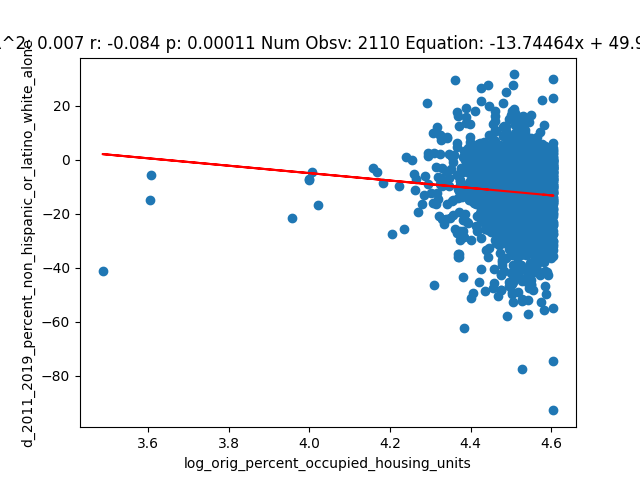 ^2: 0.007 r: -0.084 p: 0.00011 Num Obsv: 2110 Equation: -13.74464x + 49.9
d_2011_2019_percent_non_hispanic_or_latino_white_alone
20
0
−20
−40
−60
−80
3.6 3.8 4.0 4.2 4.4 4.6
log_orig_percent_occupied_housing_units